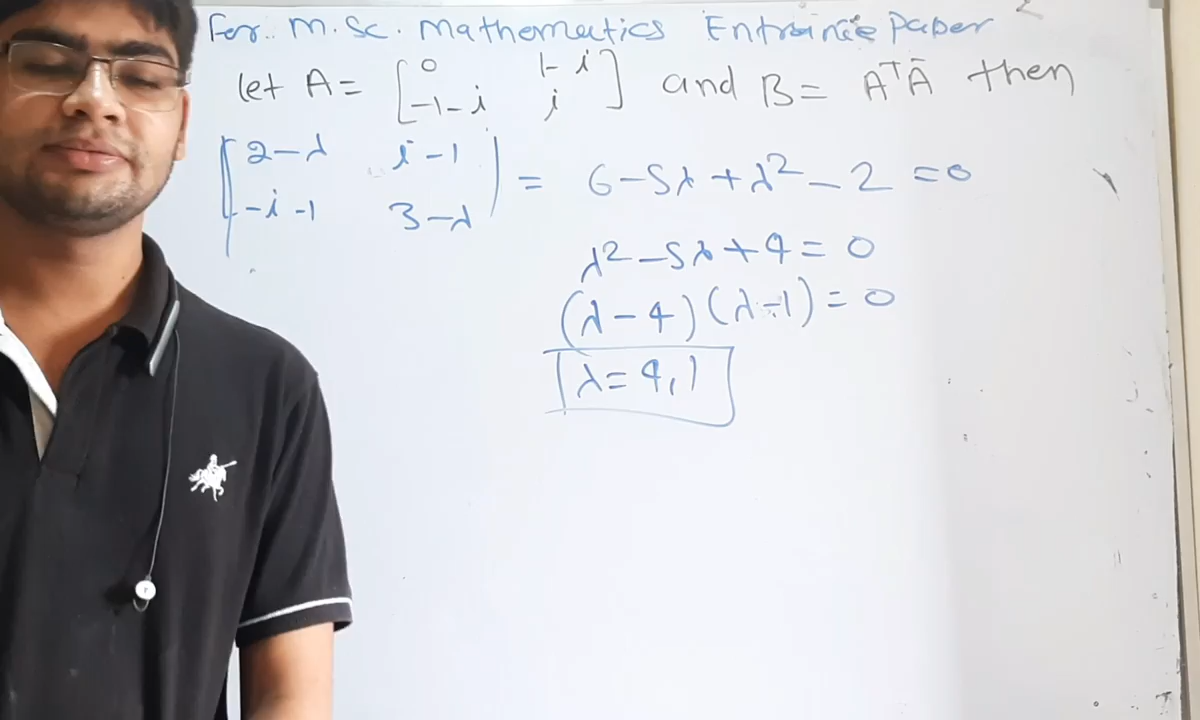 For M.Sc. Mathematics Entrance Paper
let A = [ 0 1-i ] and B = AᵀĀ then
[ -1-i i ]
| 2-λ i-1 | = 6-5λ+λ²-2 =0
| -i-1 3-λ |
λ²-5λ+4=0
(λ-4)(λ-1)=0
λ=4,1